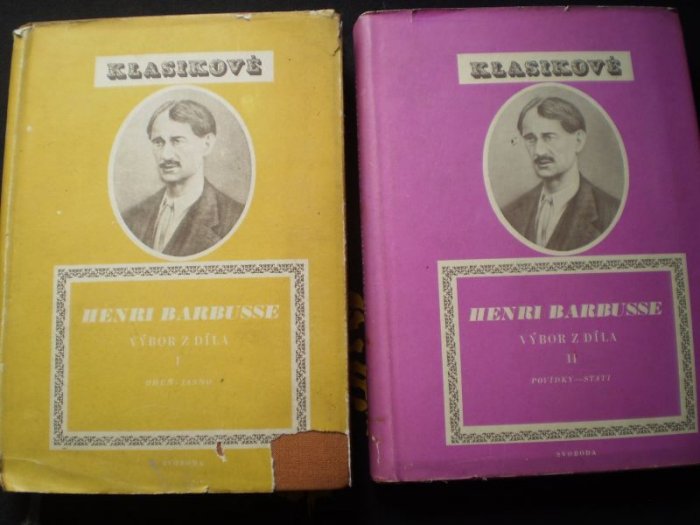 KLASIKOVÉ
HENRI BARBUSSE
VÝBOR Z DÍLA
I
OHEŇ–JASNO
SVOBODA
KLASIKOVÉ
HENRI BARBUSSE
VÝBOR Z DÍLA
II
POVÍDKY—STATI
SVOBODA